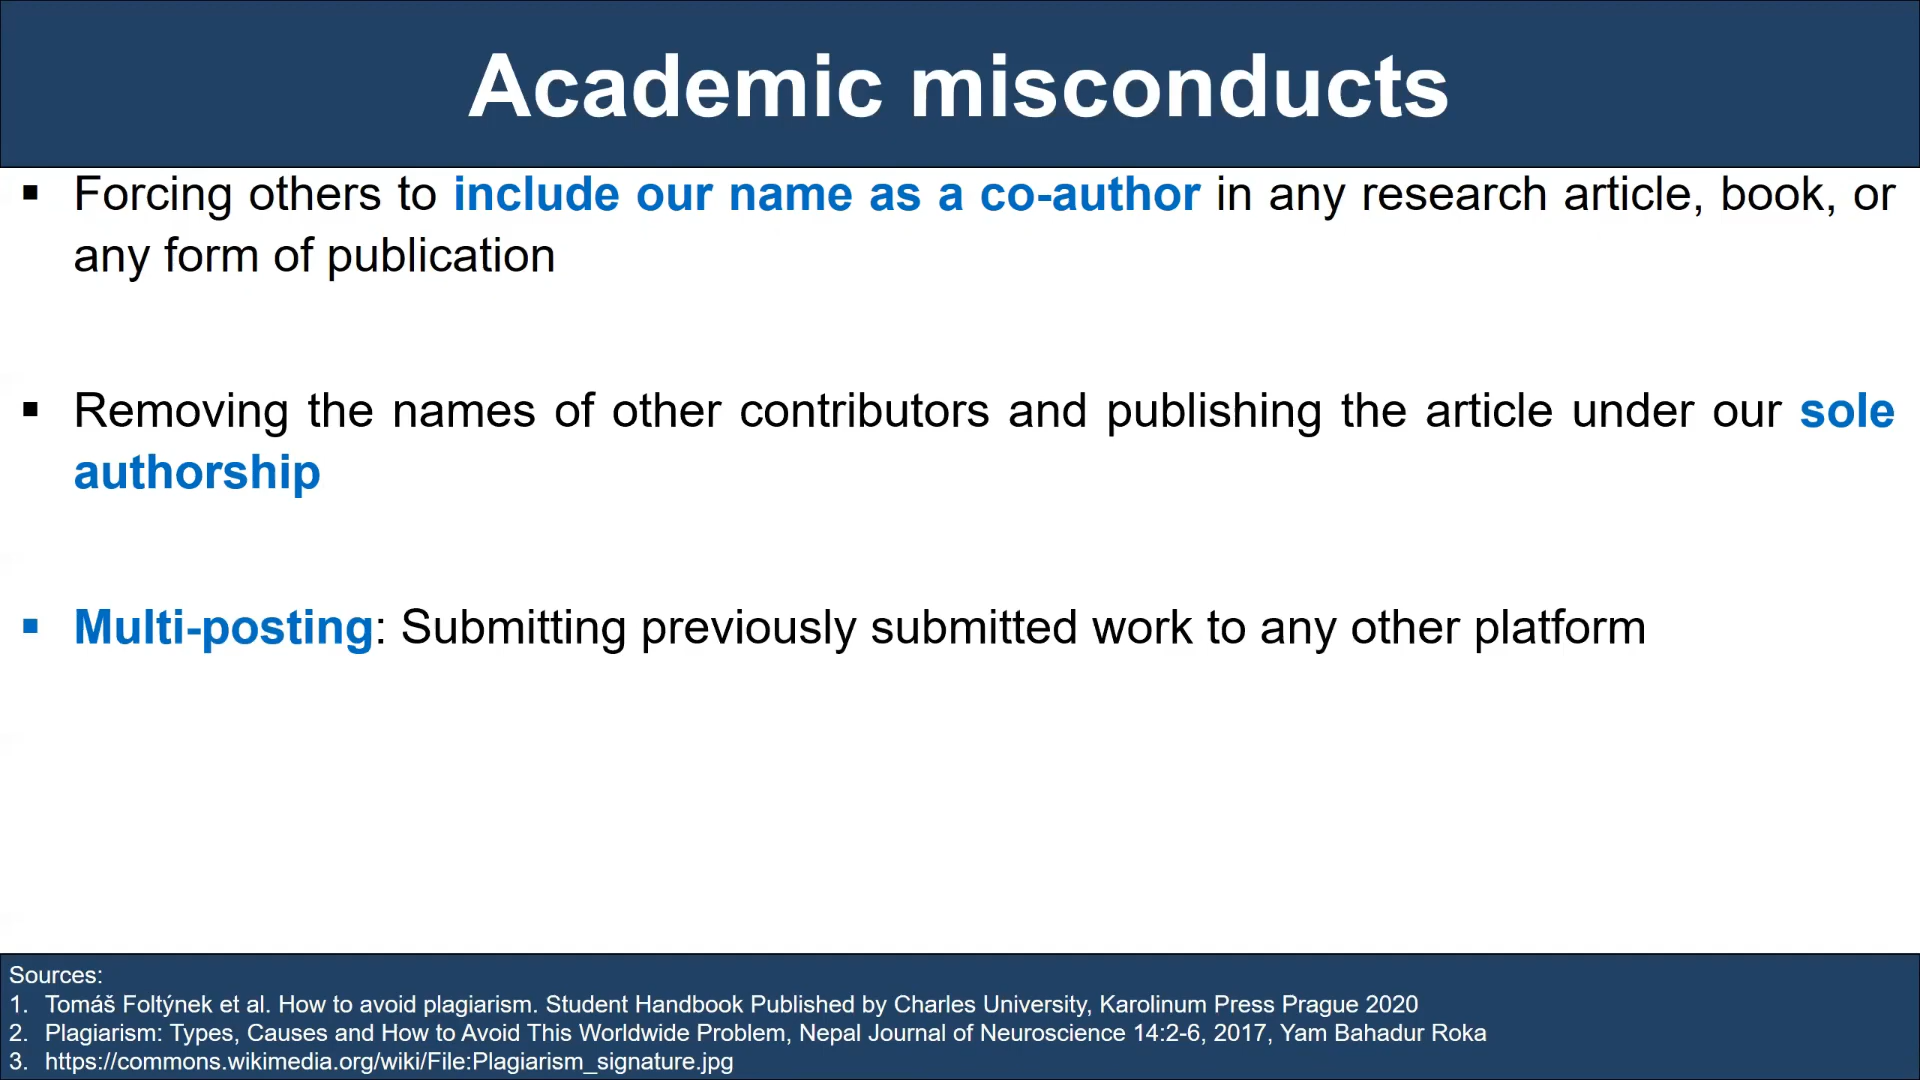 Academic misconducts
▪ Forcing others to include our name as a co-author in any research article, book, or
any form of publication
▪ Removing the names of other contributors and publishing the article under our sole
authorship
▪ Multi-posting: Submitting previously submitted work to any other platform
Sources:
1. Tomáš Foltýnek et al. How to avoid plagiarism. Student Handbook Published by Charles University, Karolinum Press Prague 2020
2. Plagiarism: Types, Causes and How to Avoid This Worldwide Problem, Nepal Journal of Neuroscience 14:2-6, 2017, Yam Bahadur Roka
3. https://commons.wikimedia.org/wiki/File:Plagiarism_signature.jpg